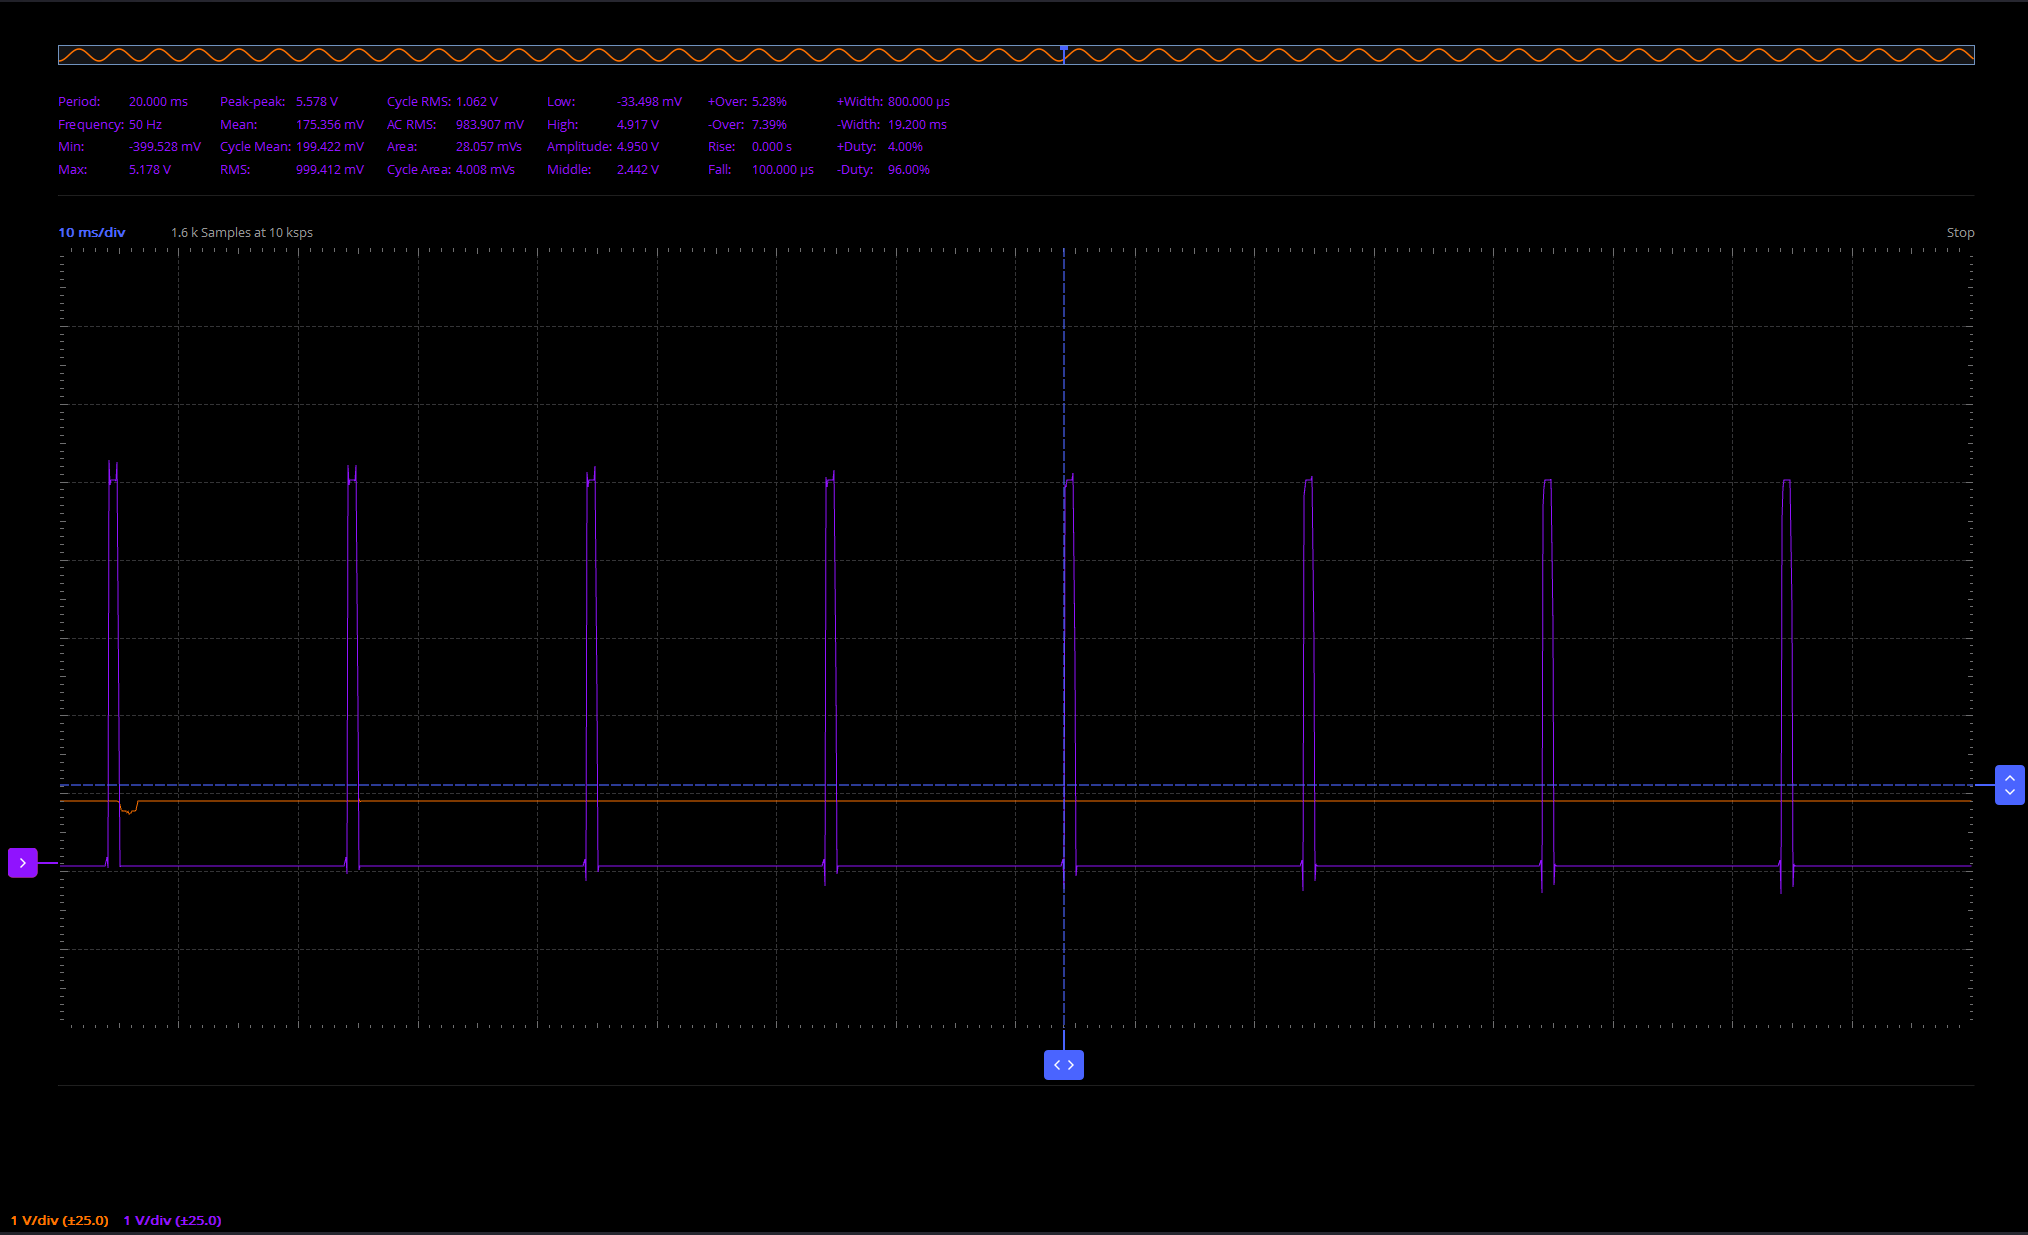 Period: 20.000 ms Peak-peak: 5.578 V Cycle RMS: 1.062 V Low: -33.498 mV +Over: 5.28% +Width: 800.000 µs
Frequency: 50 Hz Mean: 175.356 mV AC RMS: 983.907 mV High: 4.917 V -Over: 7.39% -Width: 19.200 ms
Min: -399.528 mV Cycle Mean: 199.422 mV Area: 28.057 mVs Amplitude: 4.950 V Rise: 0.000 s +Duty: 4.00%
Max: 5.178 V RMS: 999.412 mV Cycle Area: 4.008 mVs Middle: 2.442 V Fall: 100.000 µs -Duty: 96.00%
10 ms/div 1.6 k Samples at 10 ksps Stop
1 V/div (±25.0) 1 V/div (±25.0)